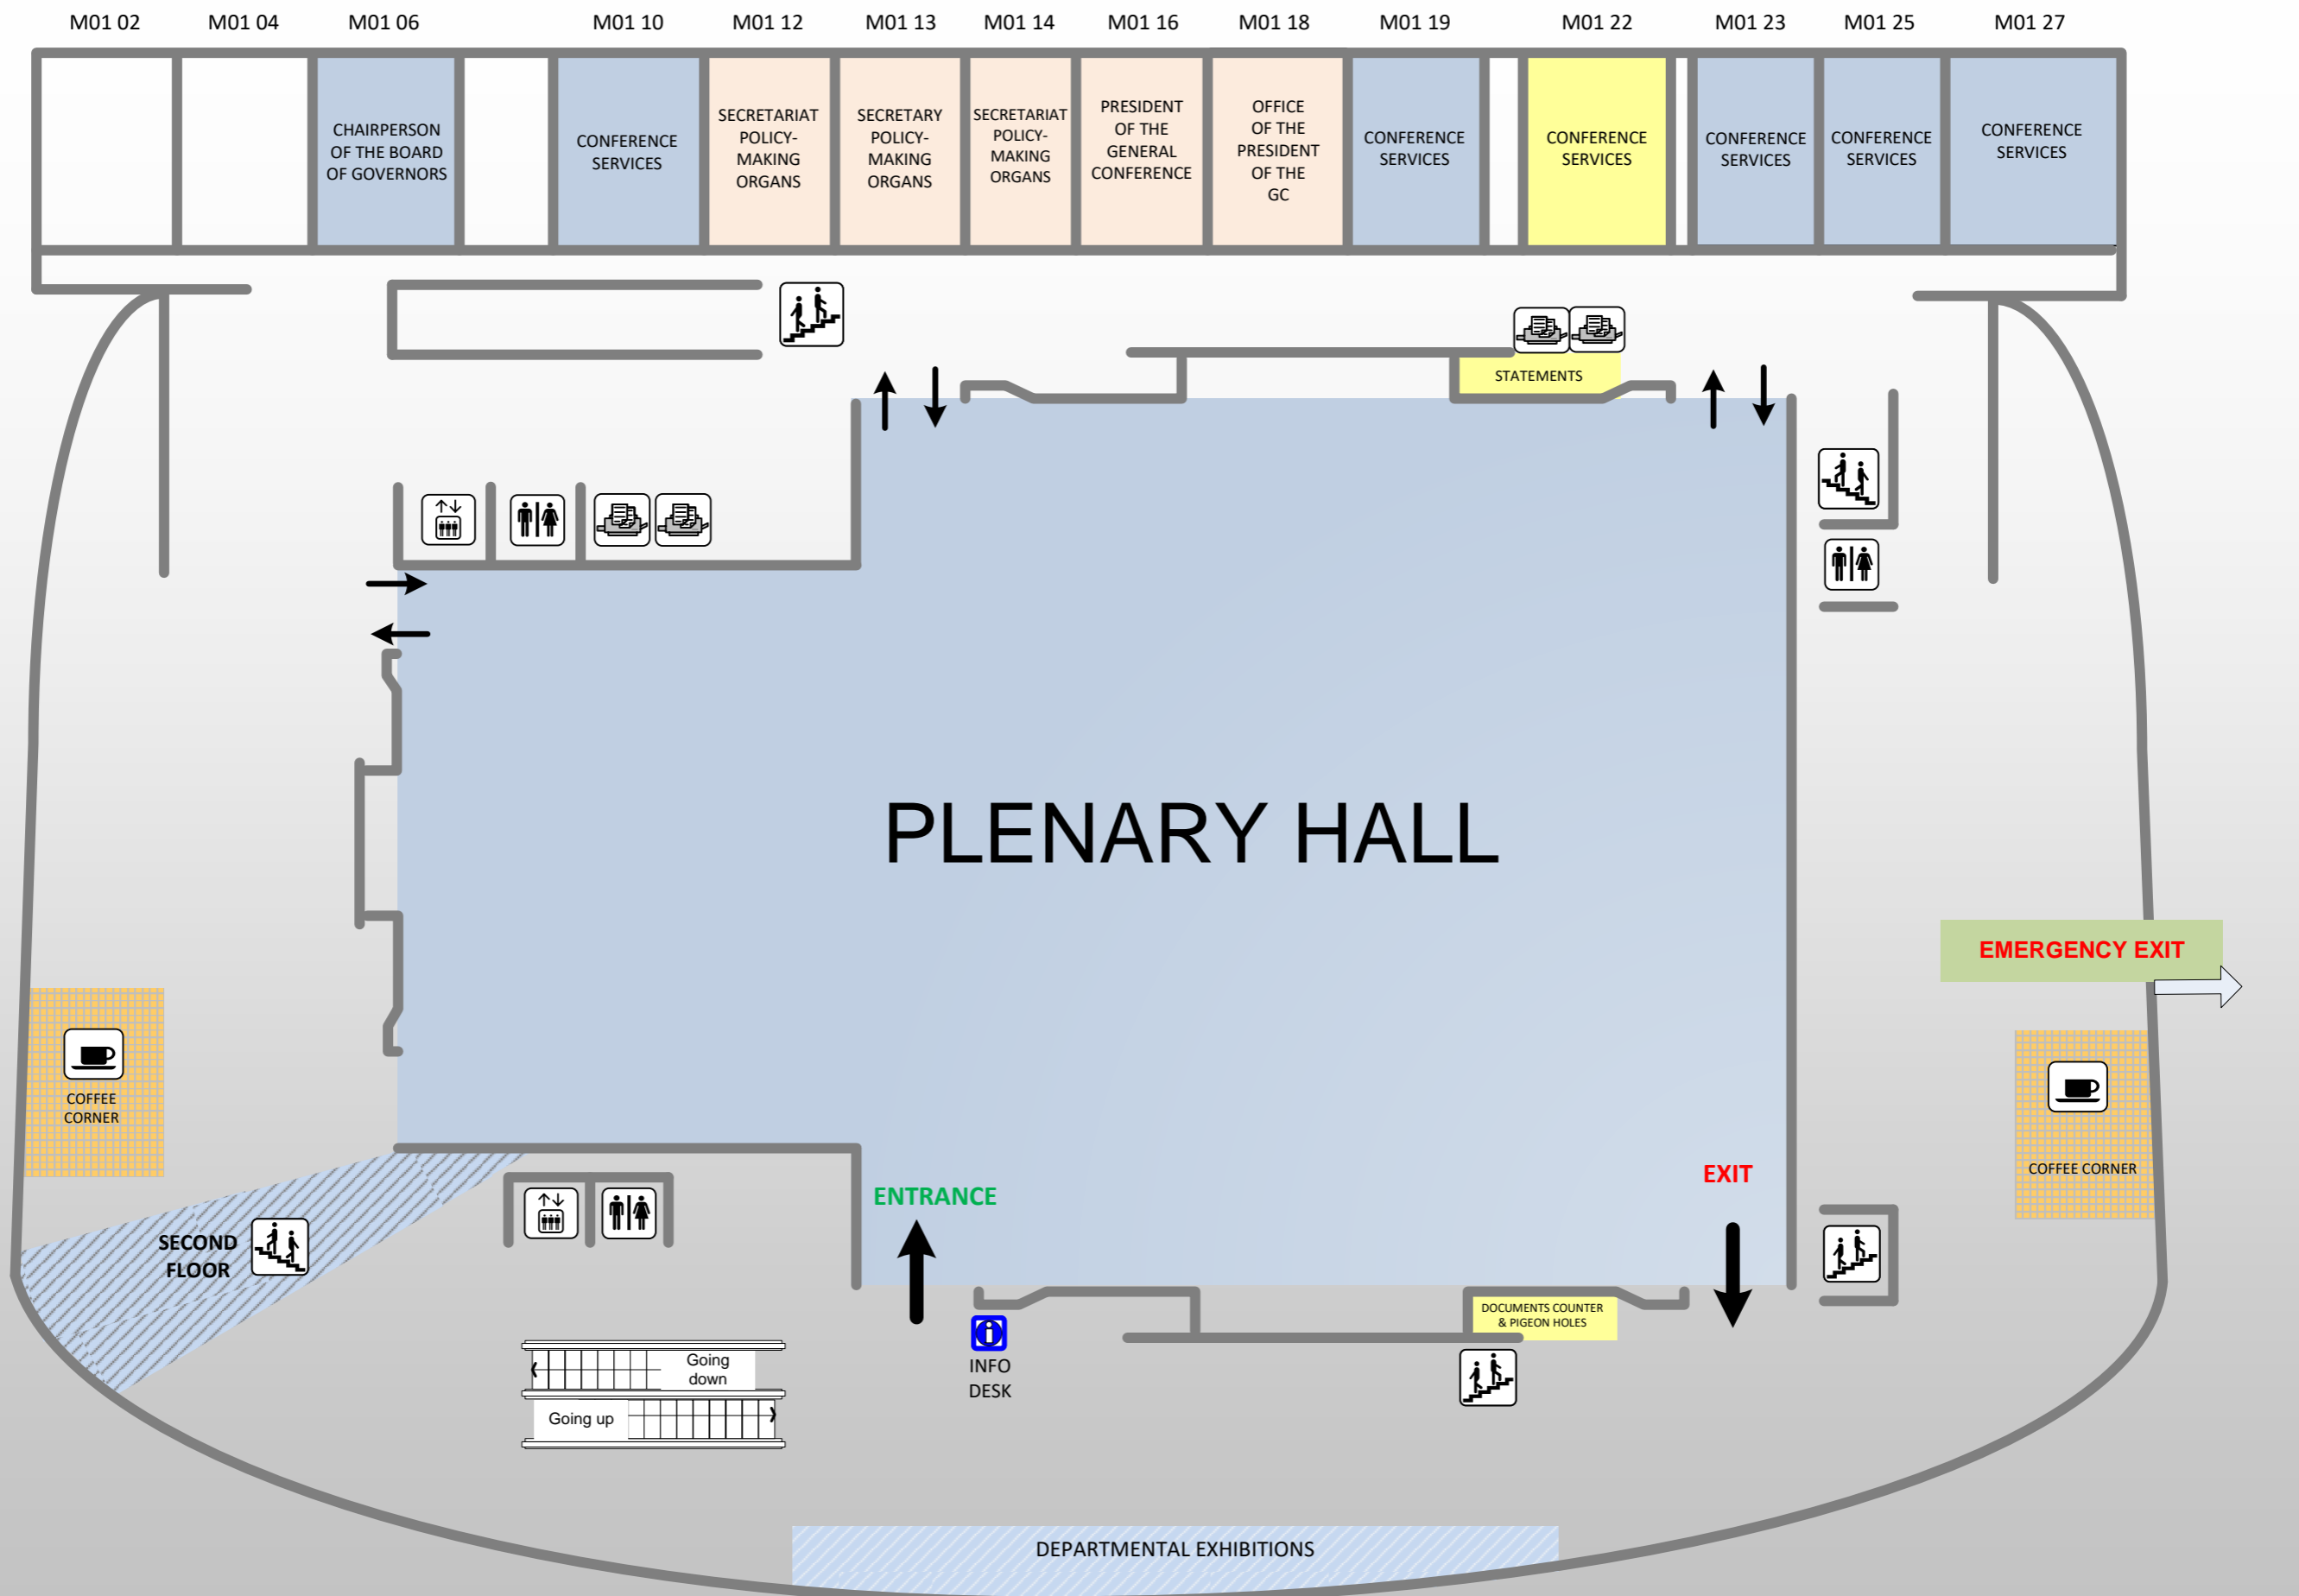 M01 02
M01 04
M01 06
M01 10
M01 12
M01 13
M01 14
M01 16
M01 18
M01 19
M01 22
M01 23
M01 25
M01 27
CHAIRPERSON
OF THE BOARD
OF GOVERNORS
CONFERENCE
SERVICES
SECRETARIAT
POLICY-
MAKING
ORGANS
SECRETARY
POLICY-
MAKING
ORGANS
SECRETARIAT
POLICY-
MAKING
ORGANS
PRESIDENT
OF THE
GENERAL
CONFERENCE
OFFICE
OF THE
PRESIDENT
OF THE
GC
CONFERENCE
SERVICES
CONFERENCE
SERVICES
CONFERENCE
SERVICES
CONFERENCE
SERVICES
CONFERENCE
SERVICES
STATEMENTS
PLENARY HALL
EMERGENCY EXIT
COFFEE
CORNER
COFFEE CORNER
EXIT
ENTRANCE
SECOND
FLOOR
DOCUMENTS COUNTER
& PIGEON HOLES
INFO
DESK
Going
down
Going up
DEPARTMENTAL EXHIBITIONS